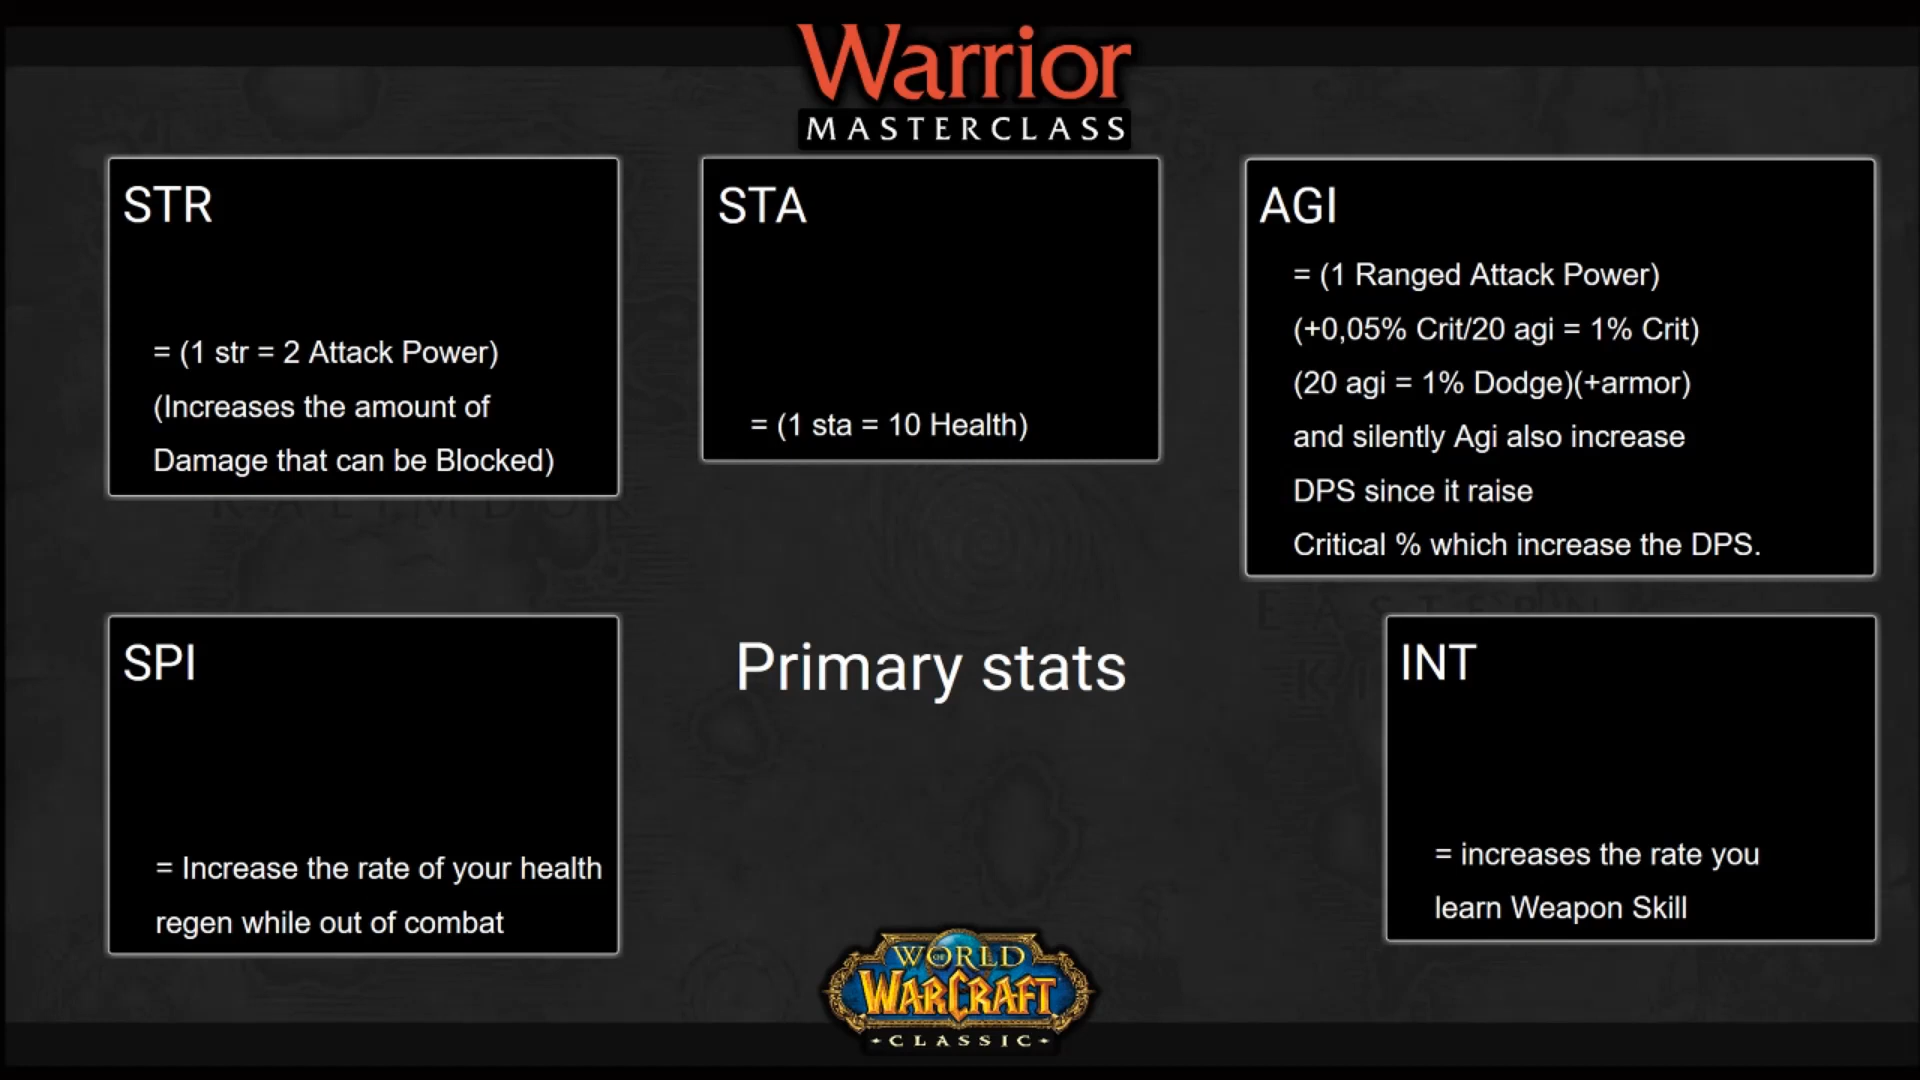 Warrior
MASTERCLASS
STR
= (1 str = 2 Attack Power)
(Increases the amount of
Damage that can be Blocked)
STA
= (1 sta = 10 Health)
AGI
= (1 Ranged Attack Power)
(+0,05% Crit/20 agi = 1% Crit)
(20 agi = 1% Dodge)(+armor)
and silently Agi also increase
DPS since it raise
Critical % which increase the DPS.
KALIMDOR
EASTERN
SPI
= Increase the rate of your health
regen while out of combat
Primary stats
INT
= increases the rate you
learn Weapon Skill
WORLD
OF
WARCRAFT
CLASSIC